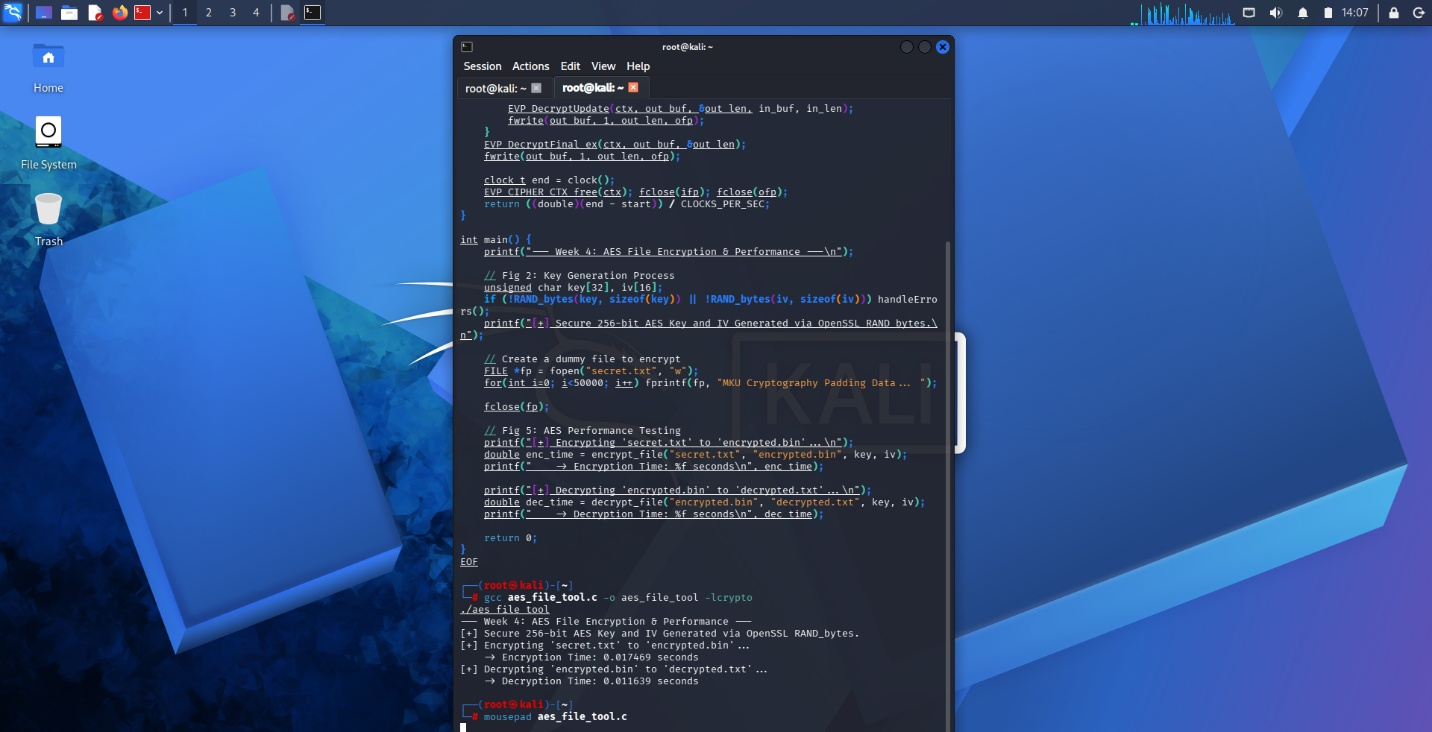 1 2 3 4 14:07
Home
File System
Trash
root@kali: ~
Session Actions Edit View Help
root@kali: ~ root@kali: ~
EVP_DecryptUpdate(ctx, out_buf, &out_len, in_buf, in_len);
fwrite(out_buf, 1, out_len, ofp);
}
EVP_DecryptFinal_ex(ctx, out_buf, &out_len);
fwrite(out_buf, 1, out_len, ofp);
clock_t end = clock();
EVP_CIPHER_CTX_free(ctx); fclose(ifp); fclose(ofp);
return ((double)(end - start)) / CLOCKS_PER_SEC;
}
int main() {
printf("--- Week 4: AES File Encryption & Performance ---\n");
// Fig 2: Key Generation Process
unsigned char key[32], iv[16];
if (!RAND_bytes(key, sizeof(key)) || !RAND_bytes(iv, sizeof(iv))) handleErro
rs();
printf("[+] Secure 256-bit AES Key and IV Generated via OpenSSL RAND_bytes.\
n");
// Create a dummy file to encrypt
FILE *fp = fopen("secret.txt", "w");
for(int i=0; i<50000; i++) fprintf(fp, "MKU Cryptography Padding Data... ");
fclose(fp);
// Fig 5: AES Performance Testing
printf("[+] Encrypting 'secret.txt' to 'encrypted.bin'...\n");
double enc_time = encrypt_file("secret.txt", "encrypted.bin", key, iv);
printf("    -> Encryption Time: %f seconds\n", enc_time);
printf("[+] Decrypting 'encrypted.bin' to 'decrypted.txt'...\n");
double dec_time = decrypt_file("encrypted.bin", "decrypted.txt", key, iv);
printf("    -> Decryption Time: %f seconds\n", dec_time);
return 0;
}
EOF
┌──(root㉿kali)-[~]
└─# gcc aes_file_tool.c -o aes_file_tool -lcrypto
./aes_file_tool
--- Week 4: AES File Encryption & Performance ---
[+] Secure 256-bit AES Key and IV Generated via OpenSSL RAND_bytes.
[+] Encrypting 'secret.txt' to 'encrypted.bin'...
-> Encryption Time: 0.017469 seconds
[+] Decrypting 'encrypted.bin' to 'decrypted.txt'...
-> Decryption Time: 0.011639 seconds
┌──(root㉿kali)-[~]
└─# mousepad aes_file_tool.c
KALI